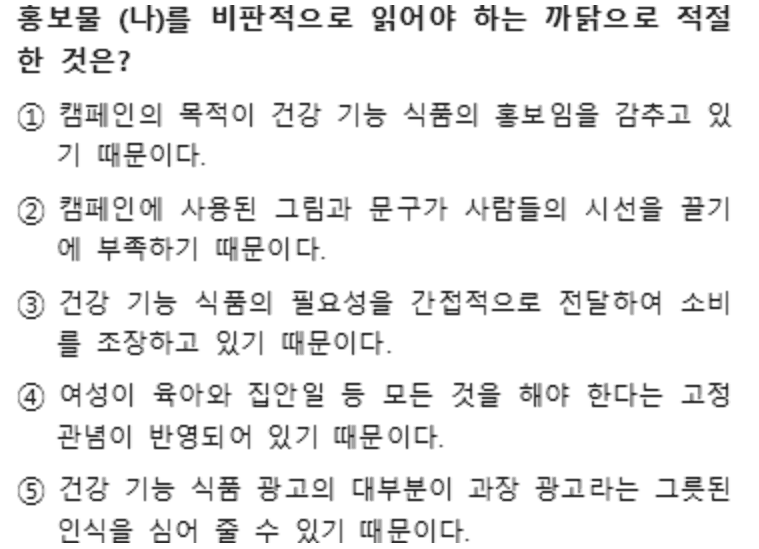 홍보물 (나)를 비판적으로 읽어야 하는 까닭으로 적절
한 것은?
① 캠페인의 목적이 건강 기능 식품의 홍보임을 감추고 있
기 때문이다.
② 캠페인에 사용된 그림과 문구가 사람들의 시선을 끌기
에 부족하기 때문이다.
③ 건강 기능 식품의 필요성을 간접적으로 전달하여 소비
를 조장하고 있기 때문이다.
④ 여성이 육아와 집안일 등 모든 것을 해야 한다는 고정
관념이 반영되어 있기 때문이다.
⑤ 건강 기능 식품 광고의 대부분이 과장 광고라는 그릇된
인식을 심어 줄 수 있기 때문이다.